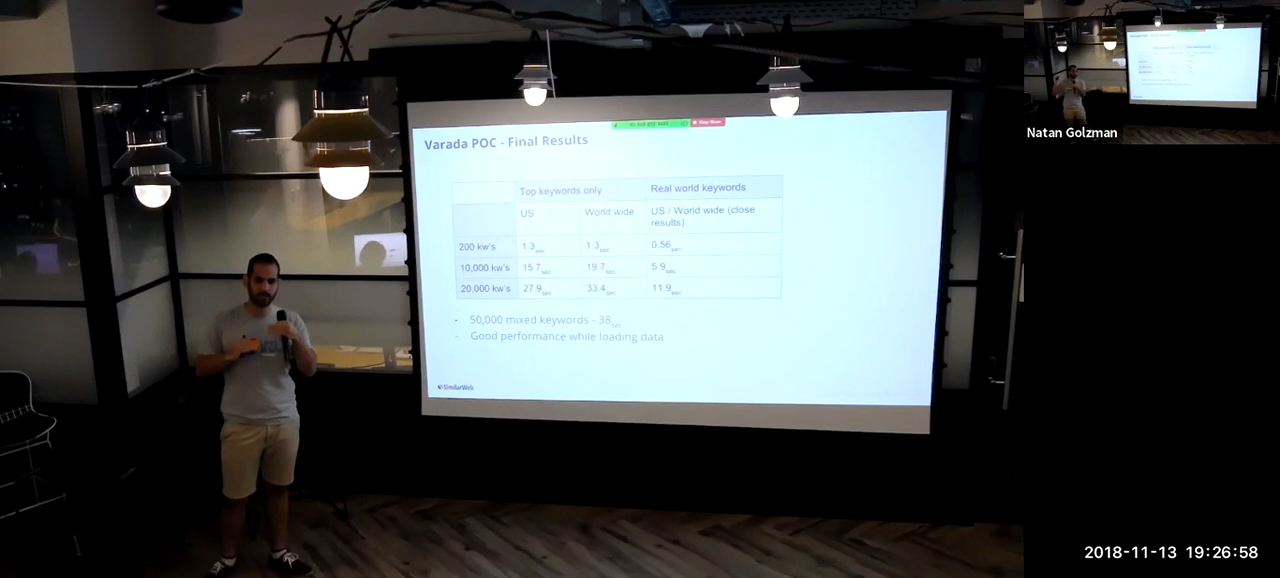 Varada POC - Final Results
Top keywords only
Real world keywords
US
World wide
US / World wide (close results)
200 kw's
1.3sec
1.3sec
0.56sec
10,000 kw's
15.7sec
19.7sec
5.9sec
20,000 kw's
27.9sec
33.4sec
11.9sec
- 50,000 mixed keywords - 38sec
- Good performance while loading data
SimilarWeb
Natan Golzman
2018-11-13 19:26:58